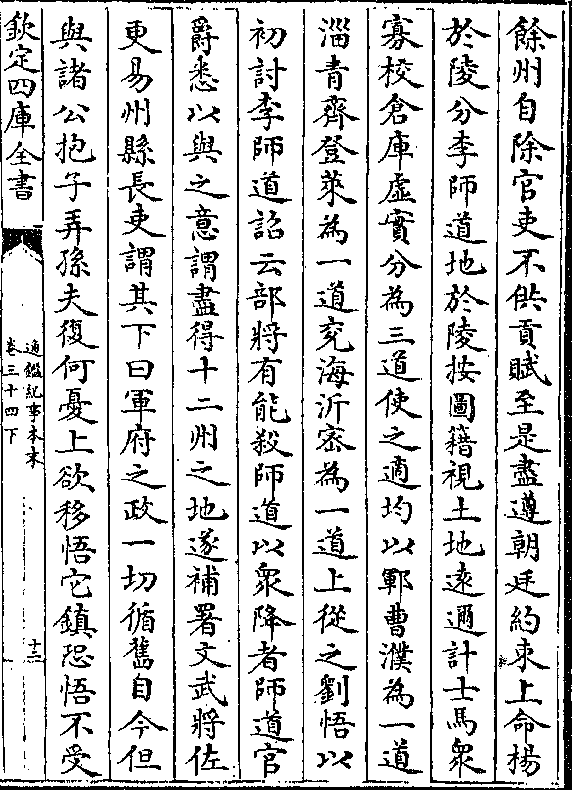 餘州自除官吏不供貢賦至是盡遵朝廷約束上命楊
於陵分李師道地於陵按圖籍視土地遠邇計士馬衆
寡校倉庫虛實分為三道使之適均以鄆曹濮為一道
淄青齊登萊為一道兗海沂宻為一道上從之劉悟以
初討李師道詔云部將有能殺師道以衆降者師道官
爵悉以與之意謂盡得十二州之地遂補署文武將佐
更易州縣長吏謂其下曰軍府之政一切循舊自今但
與諸公抱子弄孫夫復何憂上欲移悟它鎮恐悟不受
欽定四庫全書
通鑑紀事本末
卷三十四下
十三